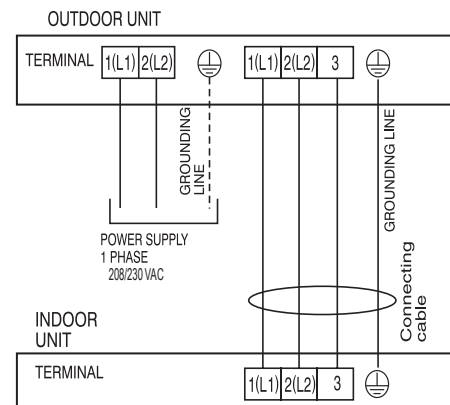 OUTDOOR UNIT
TERMINAL 1(L1) 2(L2) 1(L1) 2(L2) 3
GROUNDING
LINE
GROUNDING LINE
POWER SUPPLY
1 PHASE
208/230 VAC
Connecting
cable
INDOOR
UNIT
TERMINAL
1(L1) 2(L2) 3